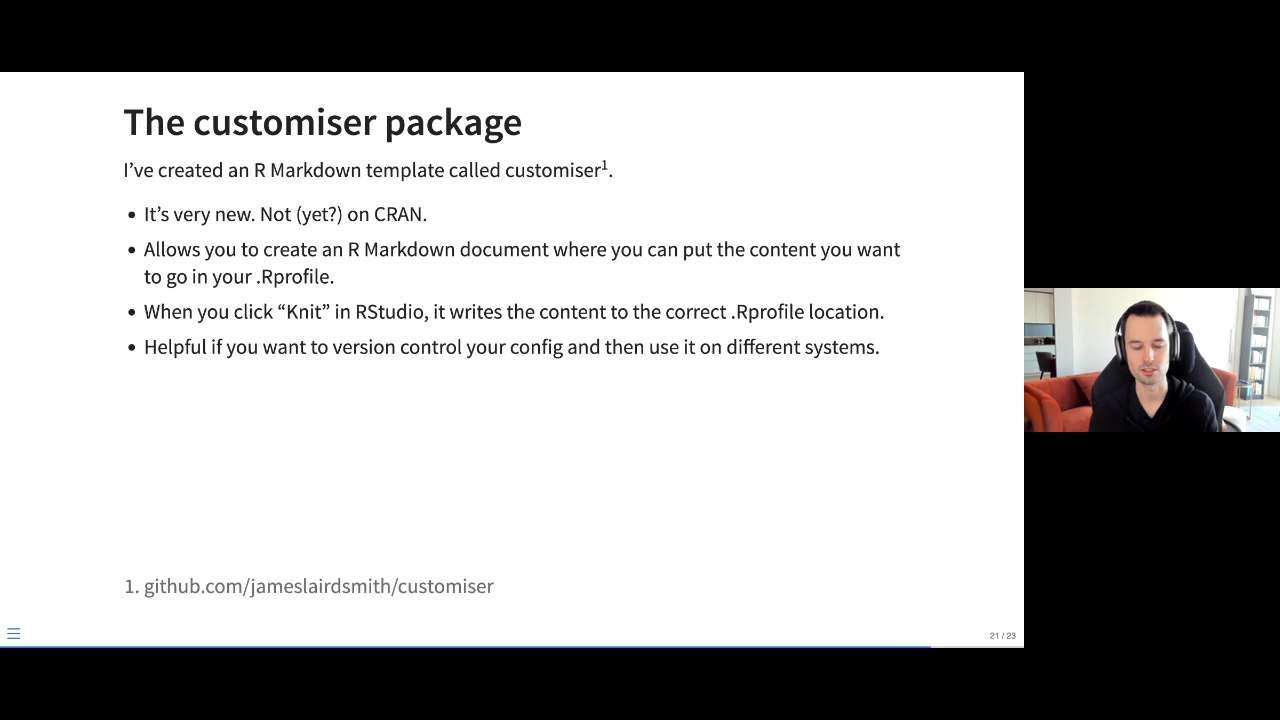 The customiser package
I’ve created an R Markdown template called customiser¹.
• It’s very new. Not (yet?) on CRAN.
• Allows you to create an R Markdown document where you can put the content you want
to go in your .Rprofile.
• When you click “Knit” in RStudio, it writes the content to the correct .Rprofile location.
• Helpful if you want to version control your config and then use it on different systems.
1. github.com/jameslairdsmith/customiser
21 / 23